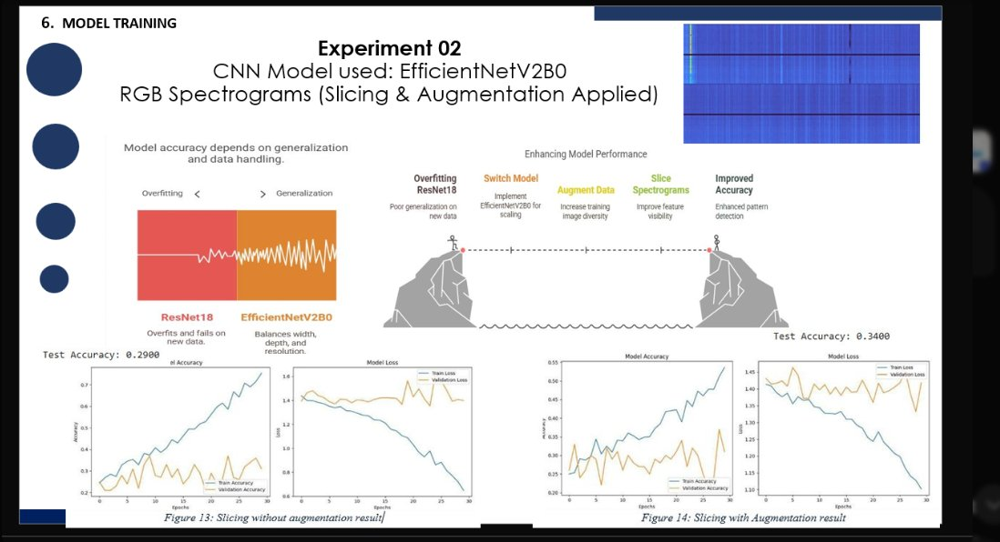 6. MODEL TRAINING
Experiment 02
CNN Model used: EfficientNetV2B0
RGB Spectrograms (Slicing & Augmentation Applied)
Model accuracy depends on generalization
and data handling.
Overfitting < > Generalization
ResNet18
Overfits and fails on
new data.
EfficientNetV2B0
Balances width,
depth, and
resolution.
Enhancing Model Performance
Overfitting
ResNet18
Poor generalization on
new data
Switch Model
Implement
EfficientNetV2B0 for
scaling
Augment Data
Increase training
image diversity
Slice
Spectrograms
Improve feature
visibility
Improved
Accuracy
Enhanced pattern
detection
Test Accuracy: 0.2900
el Accuracy
Accuracy
0.7
0.6
0.5
0.4
0.3
0.2
0 5 10 15 20 25 30
Epochs
Train Accuracy
Validation Accuracy
Model Loss
Loss
1.6
1.4
1.2
1.0
0.8
0.6
0 5 10 15 20 25 30
Epochs
Train Loss
Validation Loss
Figure 13: Slicing without augmentation result
Test Accuracy: 0.3400
Model Accuracy
Accuracy
0.55
0.50
0.45
0.40
0.35
0.30
0.25
0.20
0 5 10 15 20 25 30
Epochs
Train Accuracy
Validation Accuracy
Model Loss
Loss
1.45
1.40
1.35
1.30
1.25
1.20
1.15
1.10
0 5 10 15 20 25 30
Epochs
Train Loss
Validation Loss
Figure 14: Slicing with Augmentation result